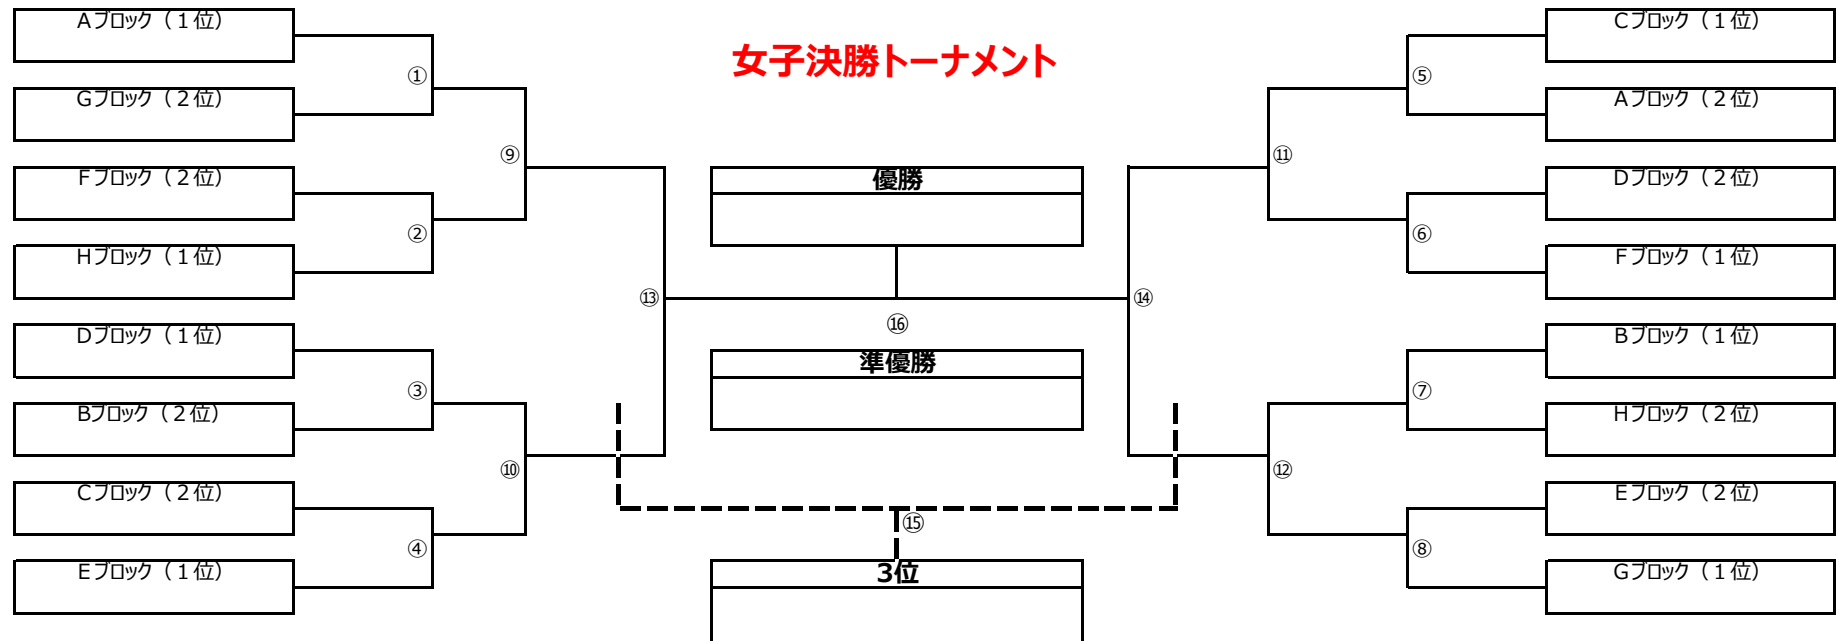 女子決勝トーナメント
Aブロック（１位）
①
Gブロック（２位）
⑨
Fブロック（２位）
②
Hブロック（１位）
⑬
Dブロック（１位）
③
Bブロック（２位）
⑩
Cブロック（２位）
④
Eブロック（１位）
優勝
⑯
準優勝
⑮
3位
Cブロック（１位）
⑤
Aブロック（２位）
⑪
Dブロック（２位）
⑥
Fブロック（１位）
⑭
Bブロック（１位）
⑦
Hブロック（２位）
⑫
Eブロック（２位）
⑧
Gブロック（１位）